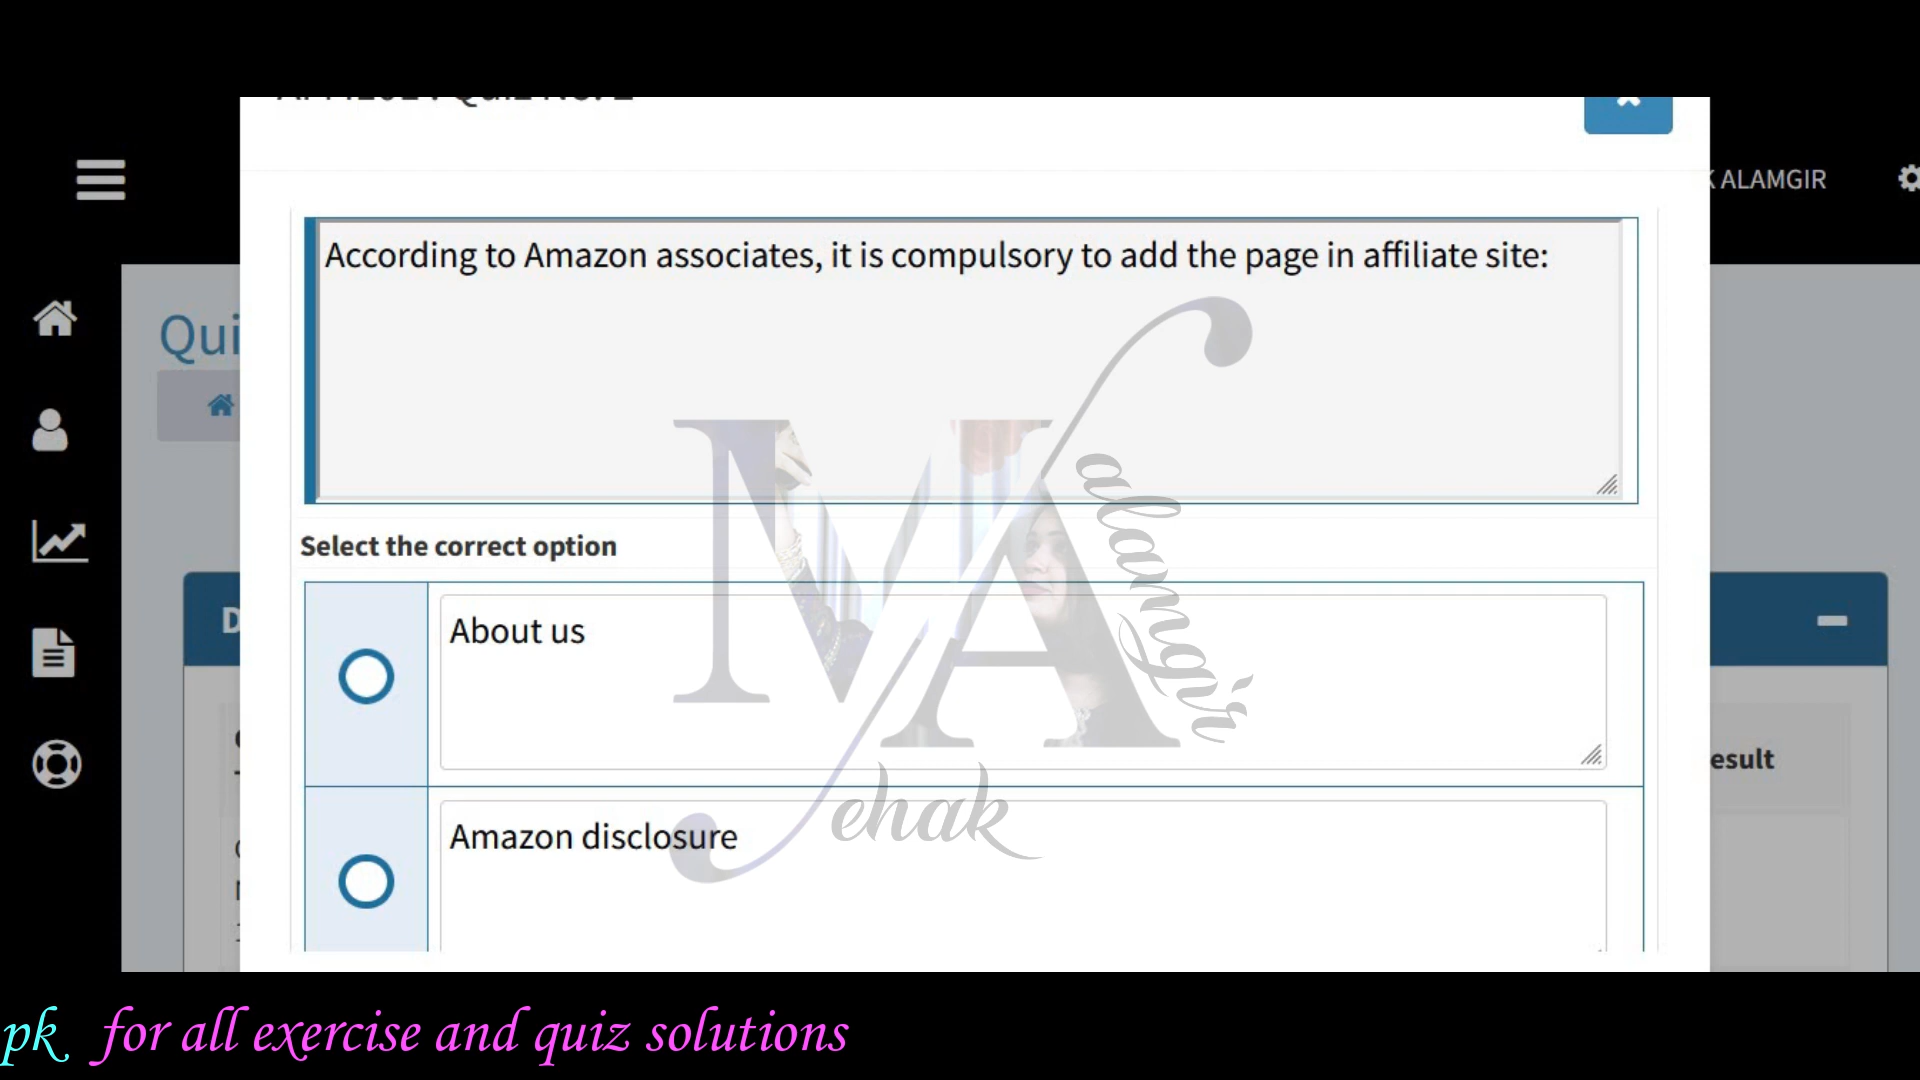 K ALAMGIR
Qui
According to Amazon associates, it is compulsory to add the page in affiliate site:
Select the correct option
About us
Amazon disclosure
esult
alamgir
ehak
pk for all exercise and quiz solutions